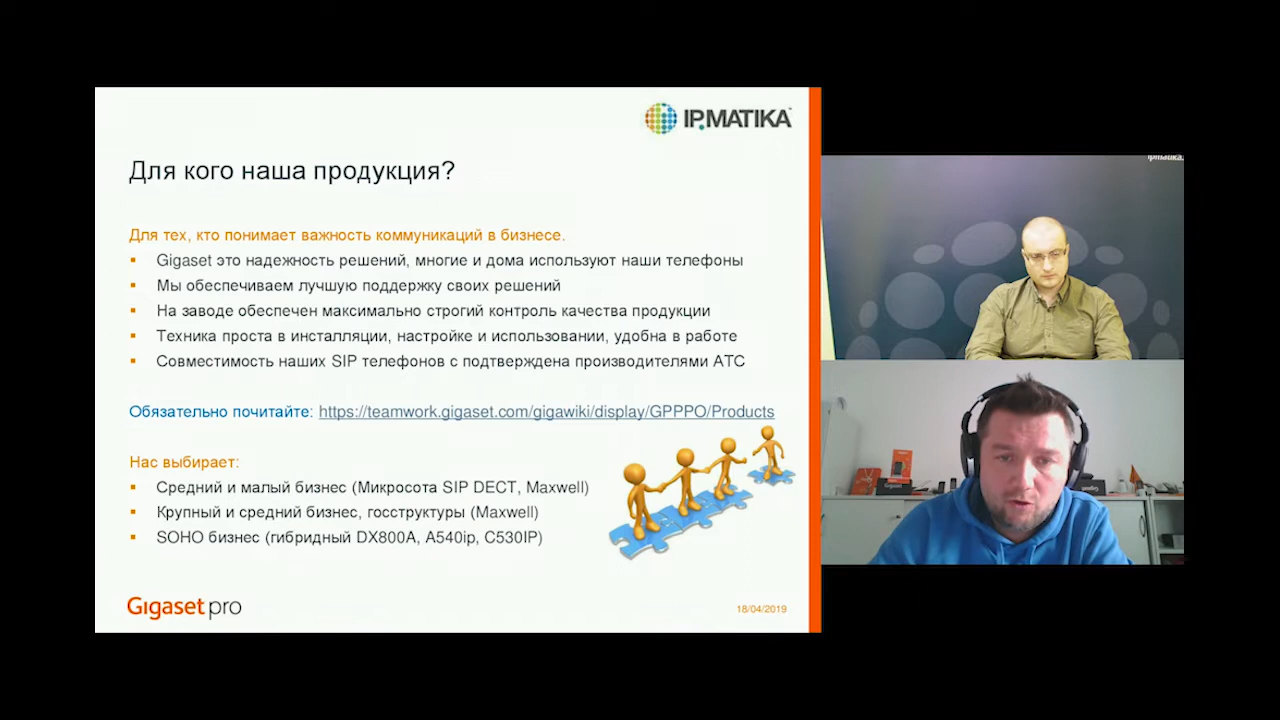 IP.MATIKA
Для кого наша продукция?
Для тех, кто понимает важность коммуникаций в бизнесе.
Gigaset это надежность решений, многие и дома используют наши телефоны
Мы обеспечиваем лучшую поддержку своих решений
На заводе обеспечен максимально строгий контроль качества продукции
Техника проста в инсталляции, настройке и использовании, удобна в работе
Совместимость наших SIP телефонов с подтверждена производителями АТС
Обязательно почитайте: https://teamwork.gigaset.com/gigawiki/display/GPPPO/Products
Нас выбирает:
Средний и малый бизнес (Микросота SIP DECT, Maxwell)
Крупный и средний бизнес, госструктуры (Maxwell)
SOHO бизнес (гибридный DX800A, A540ip, C530IP)
Gigaset pro
18/04/2019